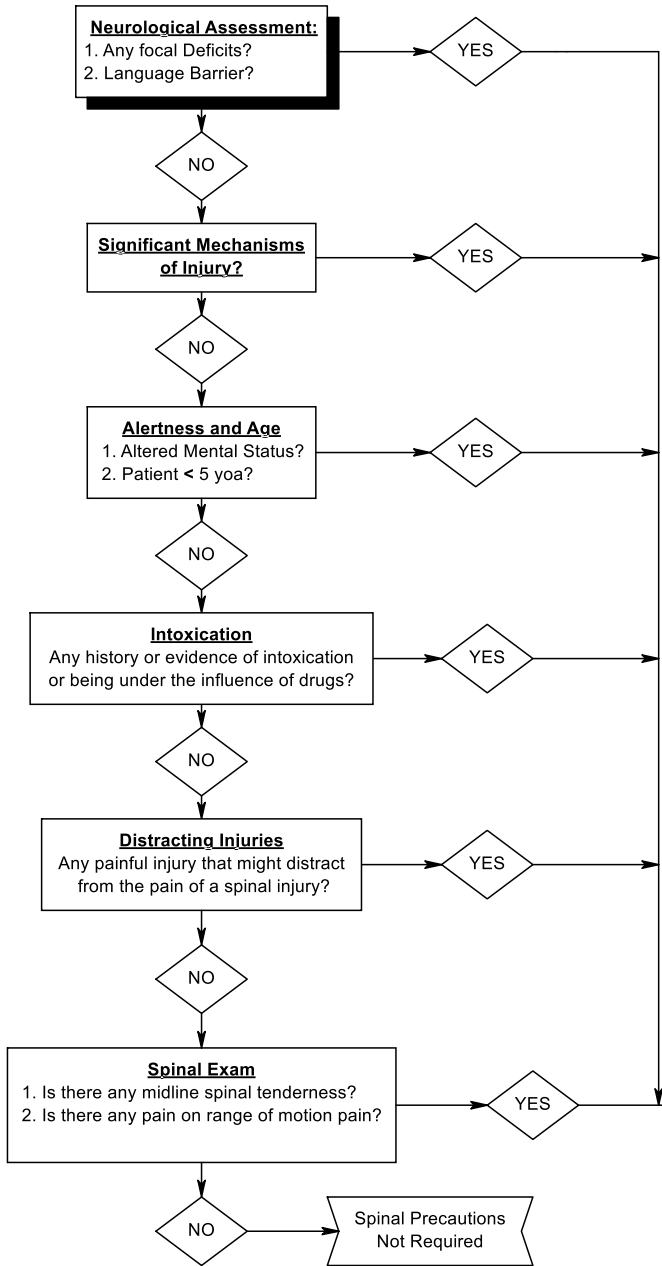 Neurological Assessment:
1. Any focal Deficits?
2. Language Barrier?
YES
NO
Significant Mechanisms
of Injury?
YES
NO
Alertness and Age
1. Altered Mental Status?
2. Patient < 5 yoa?
YES
NO
Intoxication
Any history or evidence of intoxication
or being under the influence of drugs?
YES
NO
Distracting Injuries
Any painful injury that might distract
from the pain of a spinal injury?
YES
NO
Spinal Exam
1. Is there any midline spinal tenderness?
2. Is there any pain on range of motion pain?
YES
NO
Spinal Precautions
Not Required